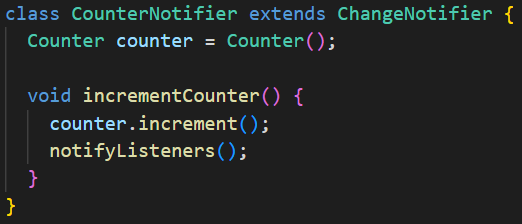 class CounterNotifier extends ChangeNotifier {
  Counter counter = Counter();

  void incrementCounter() {
    counter.increment();
    notifyListeners();
  }
}